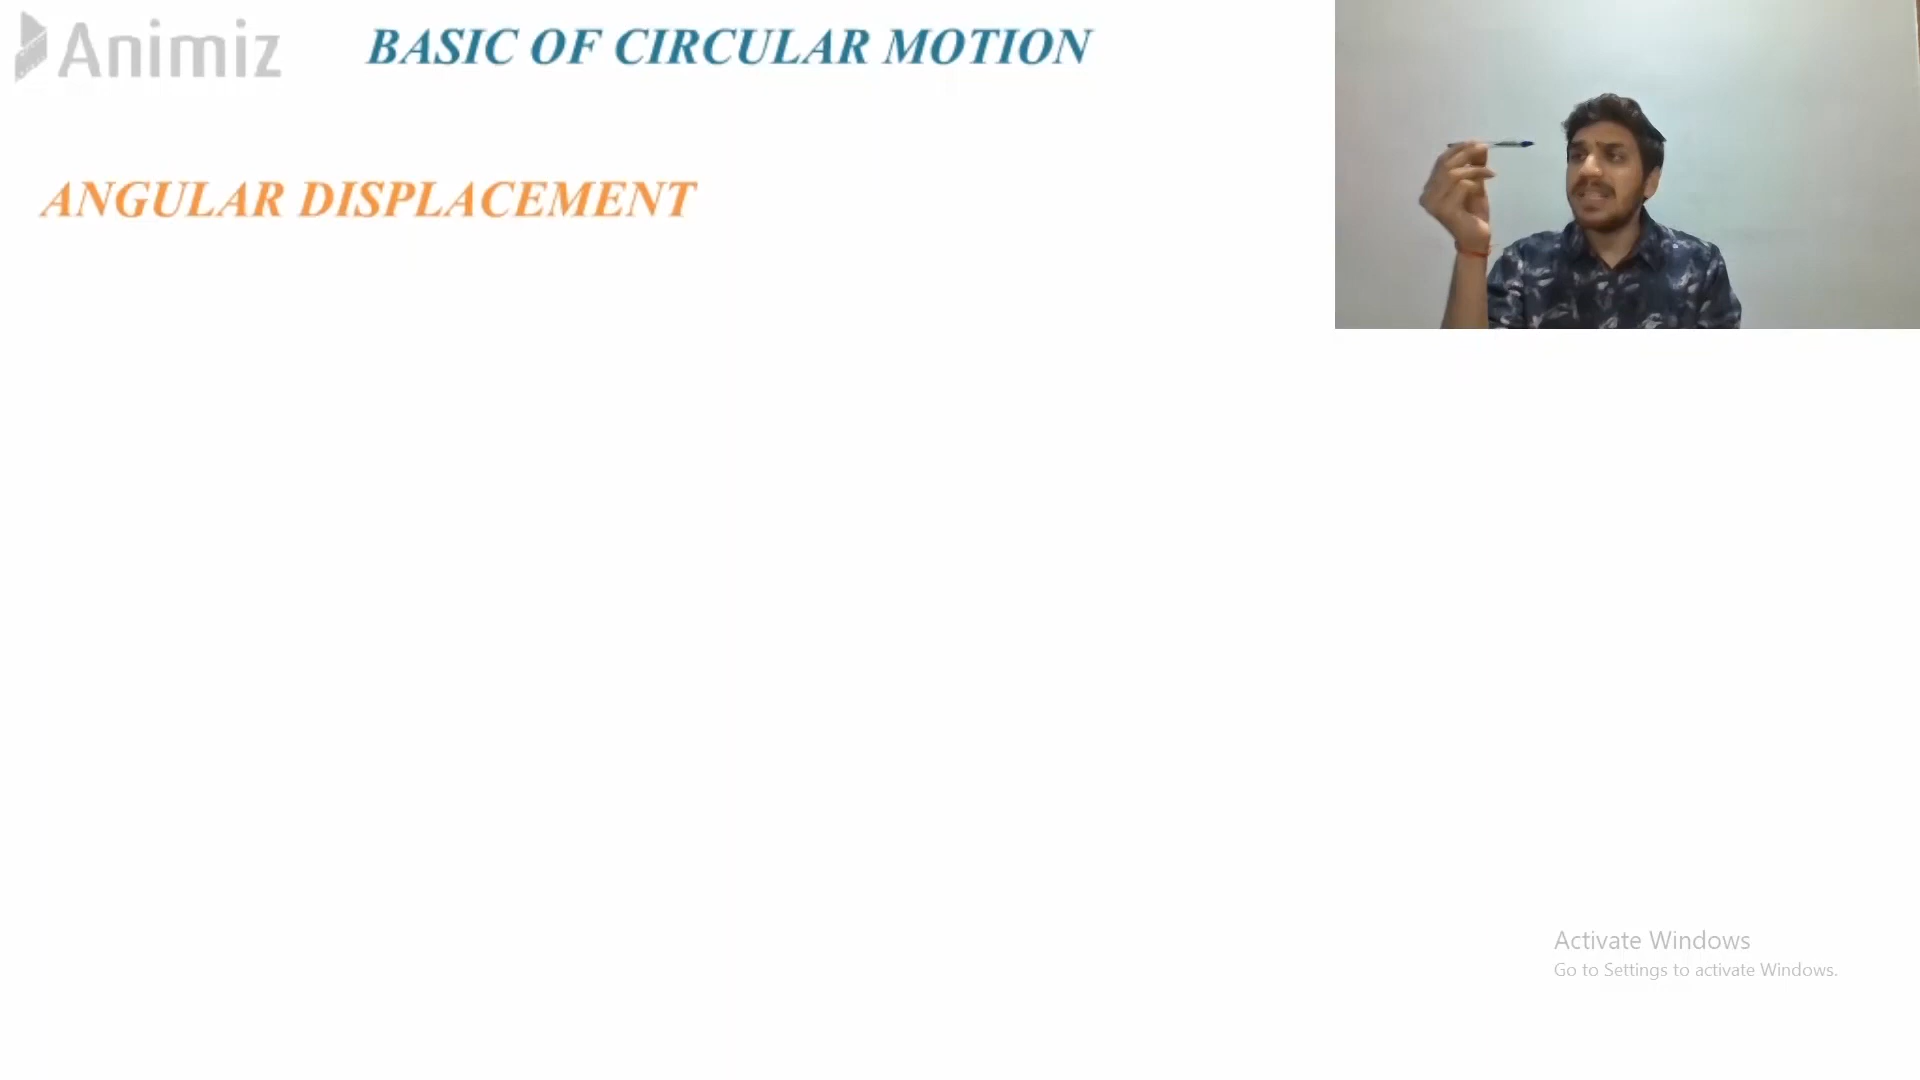 Animiz
BASIC OF CIRCULAR MOTION
ANGULAR DISPLACEMENT
Activate Windows
Go to Settings to activate Windows.